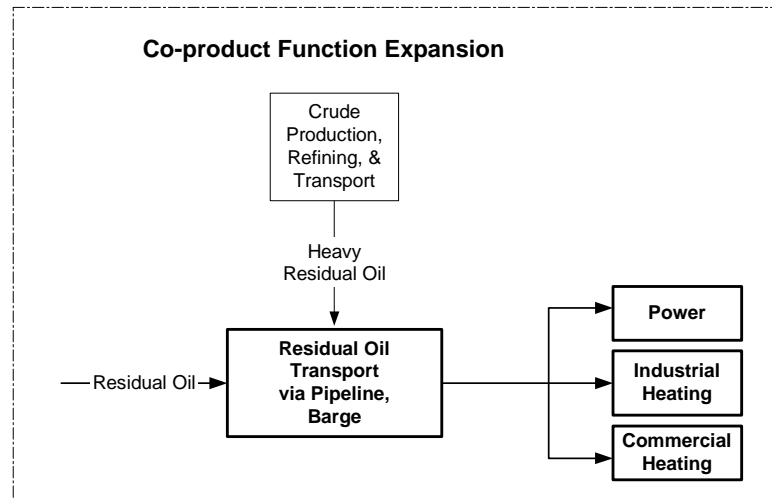 Co-product Function Expansion
Crude
Production,
Refining, &
Transport
Heavy
Residual Oil
Residual Oil
Residual Oil
Transport
via Pipeline,
Barge
Power
Industrial
Heating
Commercial
Heating